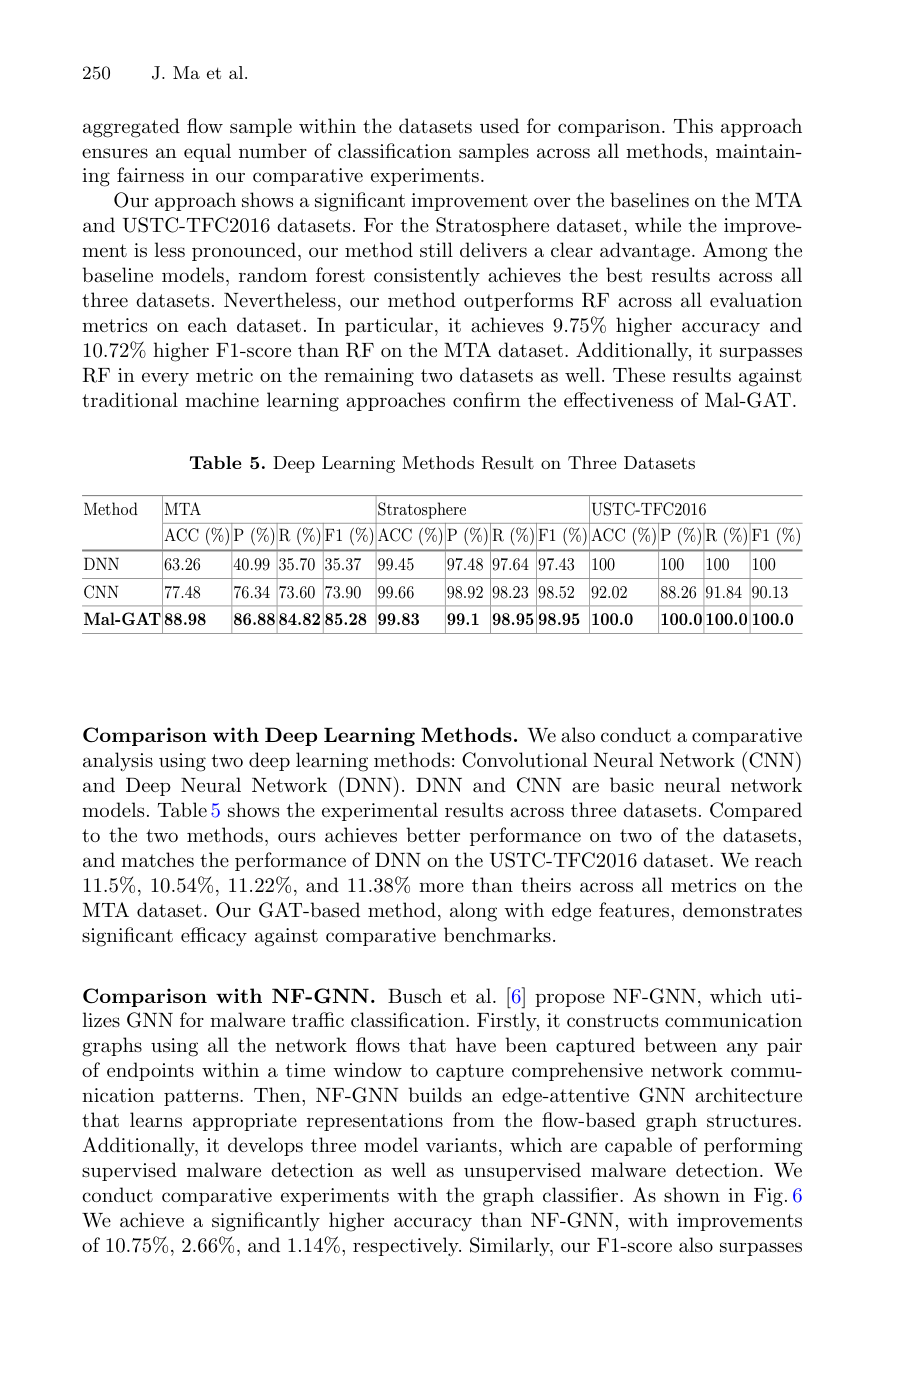 250 J. Ma et al.
aggregated flow sample within the datasets used for comparison. This approach
ensures an equal number of classification samples across all methods, maintain-
ing fairness in our comparative experiments.
Our approach shows a significant improvement over the baselines on the MTA
and USTC-TFC2016 datasets. For the Stratosphere dataset, while the improve-
ment is less pronounced, our method still delivers a clear advantage. Among the
baseline models, random forest consistently achieves the best results across all
three datasets. Nevertheless, our method outperforms RF across all evaluation
metrics on each dataset. In particular, it achieves 9.75% higher accuracy and
10.72% higher F1-score than RF on the MTA dataset. Additionally, it surpasses
RF in every metric on the remaining two datasets as well. These results against
traditional machine learning approaches confirm the effectiveness of Mal-GAT.
Table 5. Deep Learning Methods Result on Three Datasets
Method MTA Stratosphere USTC-TFC2016
ACC (%) P (%) R (%) F1 (%) ACC (%) P (%) R (%) F1 (%) ACC (%) P (%) R (%) F1 (%)
DNN 63.26 40.99 35.70 35.37 99.45 97.48 97.64 97.43 100 100 100 100
CNN 77.48 76.34 73.60 73.90 99.66 98.92 98.23 98.52 92.02 88.26 91.84 90.13
Mal-GAT 88.98 86.88 84.82 85.28 99.83 99.1 98.95 98.95 100.0 100.0 100.0 100.0
Comparison with Deep Learning Methods. We also conduct a comparative
analysis using two deep learning methods: Convolutional Neural Network (CNN)
and Deep Neural Network (DNN). DNN and CNN are basic neural network
models. Table 5 shows the experimental results across three datasets. Compared
to the two methods, ours achieves better performance on two of the datasets,
and matches the performance of DNN on the USTC-TFC2016 dataset. We reach
11.5%, 10.54%, 11.22%, and 11.38% more than theirs across all metrics on the
MTA dataset. Our GAT-based method, along with edge features, demonstrates
significant efficacy against comparative benchmarks.
Comparison with NF-GNN. Busch et al. [6] propose NF-GNN, which uti-
lizes GNN for malware traffic classification. Firstly, it constructs communication
graphs using all the network flows that have been captured between any pair
of endpoints within a time window to capture comprehensive network commu-
nication patterns. Then, NF-GNN builds an edge-attentive GNN architecture
that learns appropriate representations from the flow-based graph structures.
Additionally, it develops three model variants, which are capable of performing
supervised malware detection as well as unsupervised malware detection. We
conduct comparative experiments with the graph classifier. As shown in Fig. 6
We achieve a significantly higher accuracy than NF-GNN, with improvements
of 10.75%, 2.66%, and 1.14%, respectively. Similarly, our F1-score also surpasses